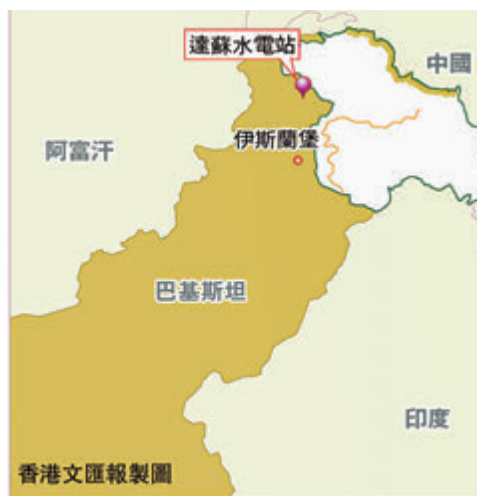 達蘇水電站
中國
伊斯蘭堡
阿富汗
巴基斯坦
印度
香港文匯報製圖